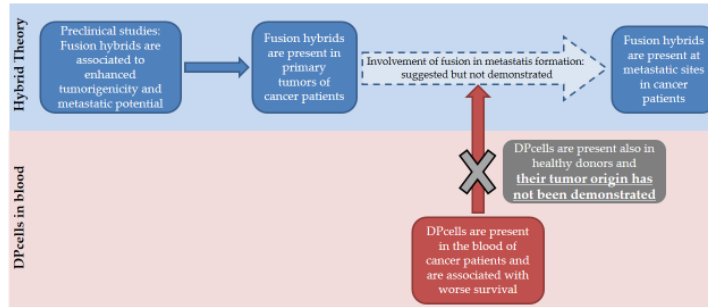 Hybrid Theory
Preclinical studies:
Fusion hybrids are
associated to
enhanced
tumorigenicity and
metastatic potential
Fusion hybrids
are present in
primary
tumors of
cancer patients
Involvement of fusion in metastatis formation:
suggested but not demonstrated
Fusion hybrids
are present at
metastatic sites
in cancer
patients
DPcells in blood
DPcells are present also in
healthy donors and
their tumor origin has
not been demonstrated
DPcells are present
in the blood of
cancer patients and
are associated with
worse survival